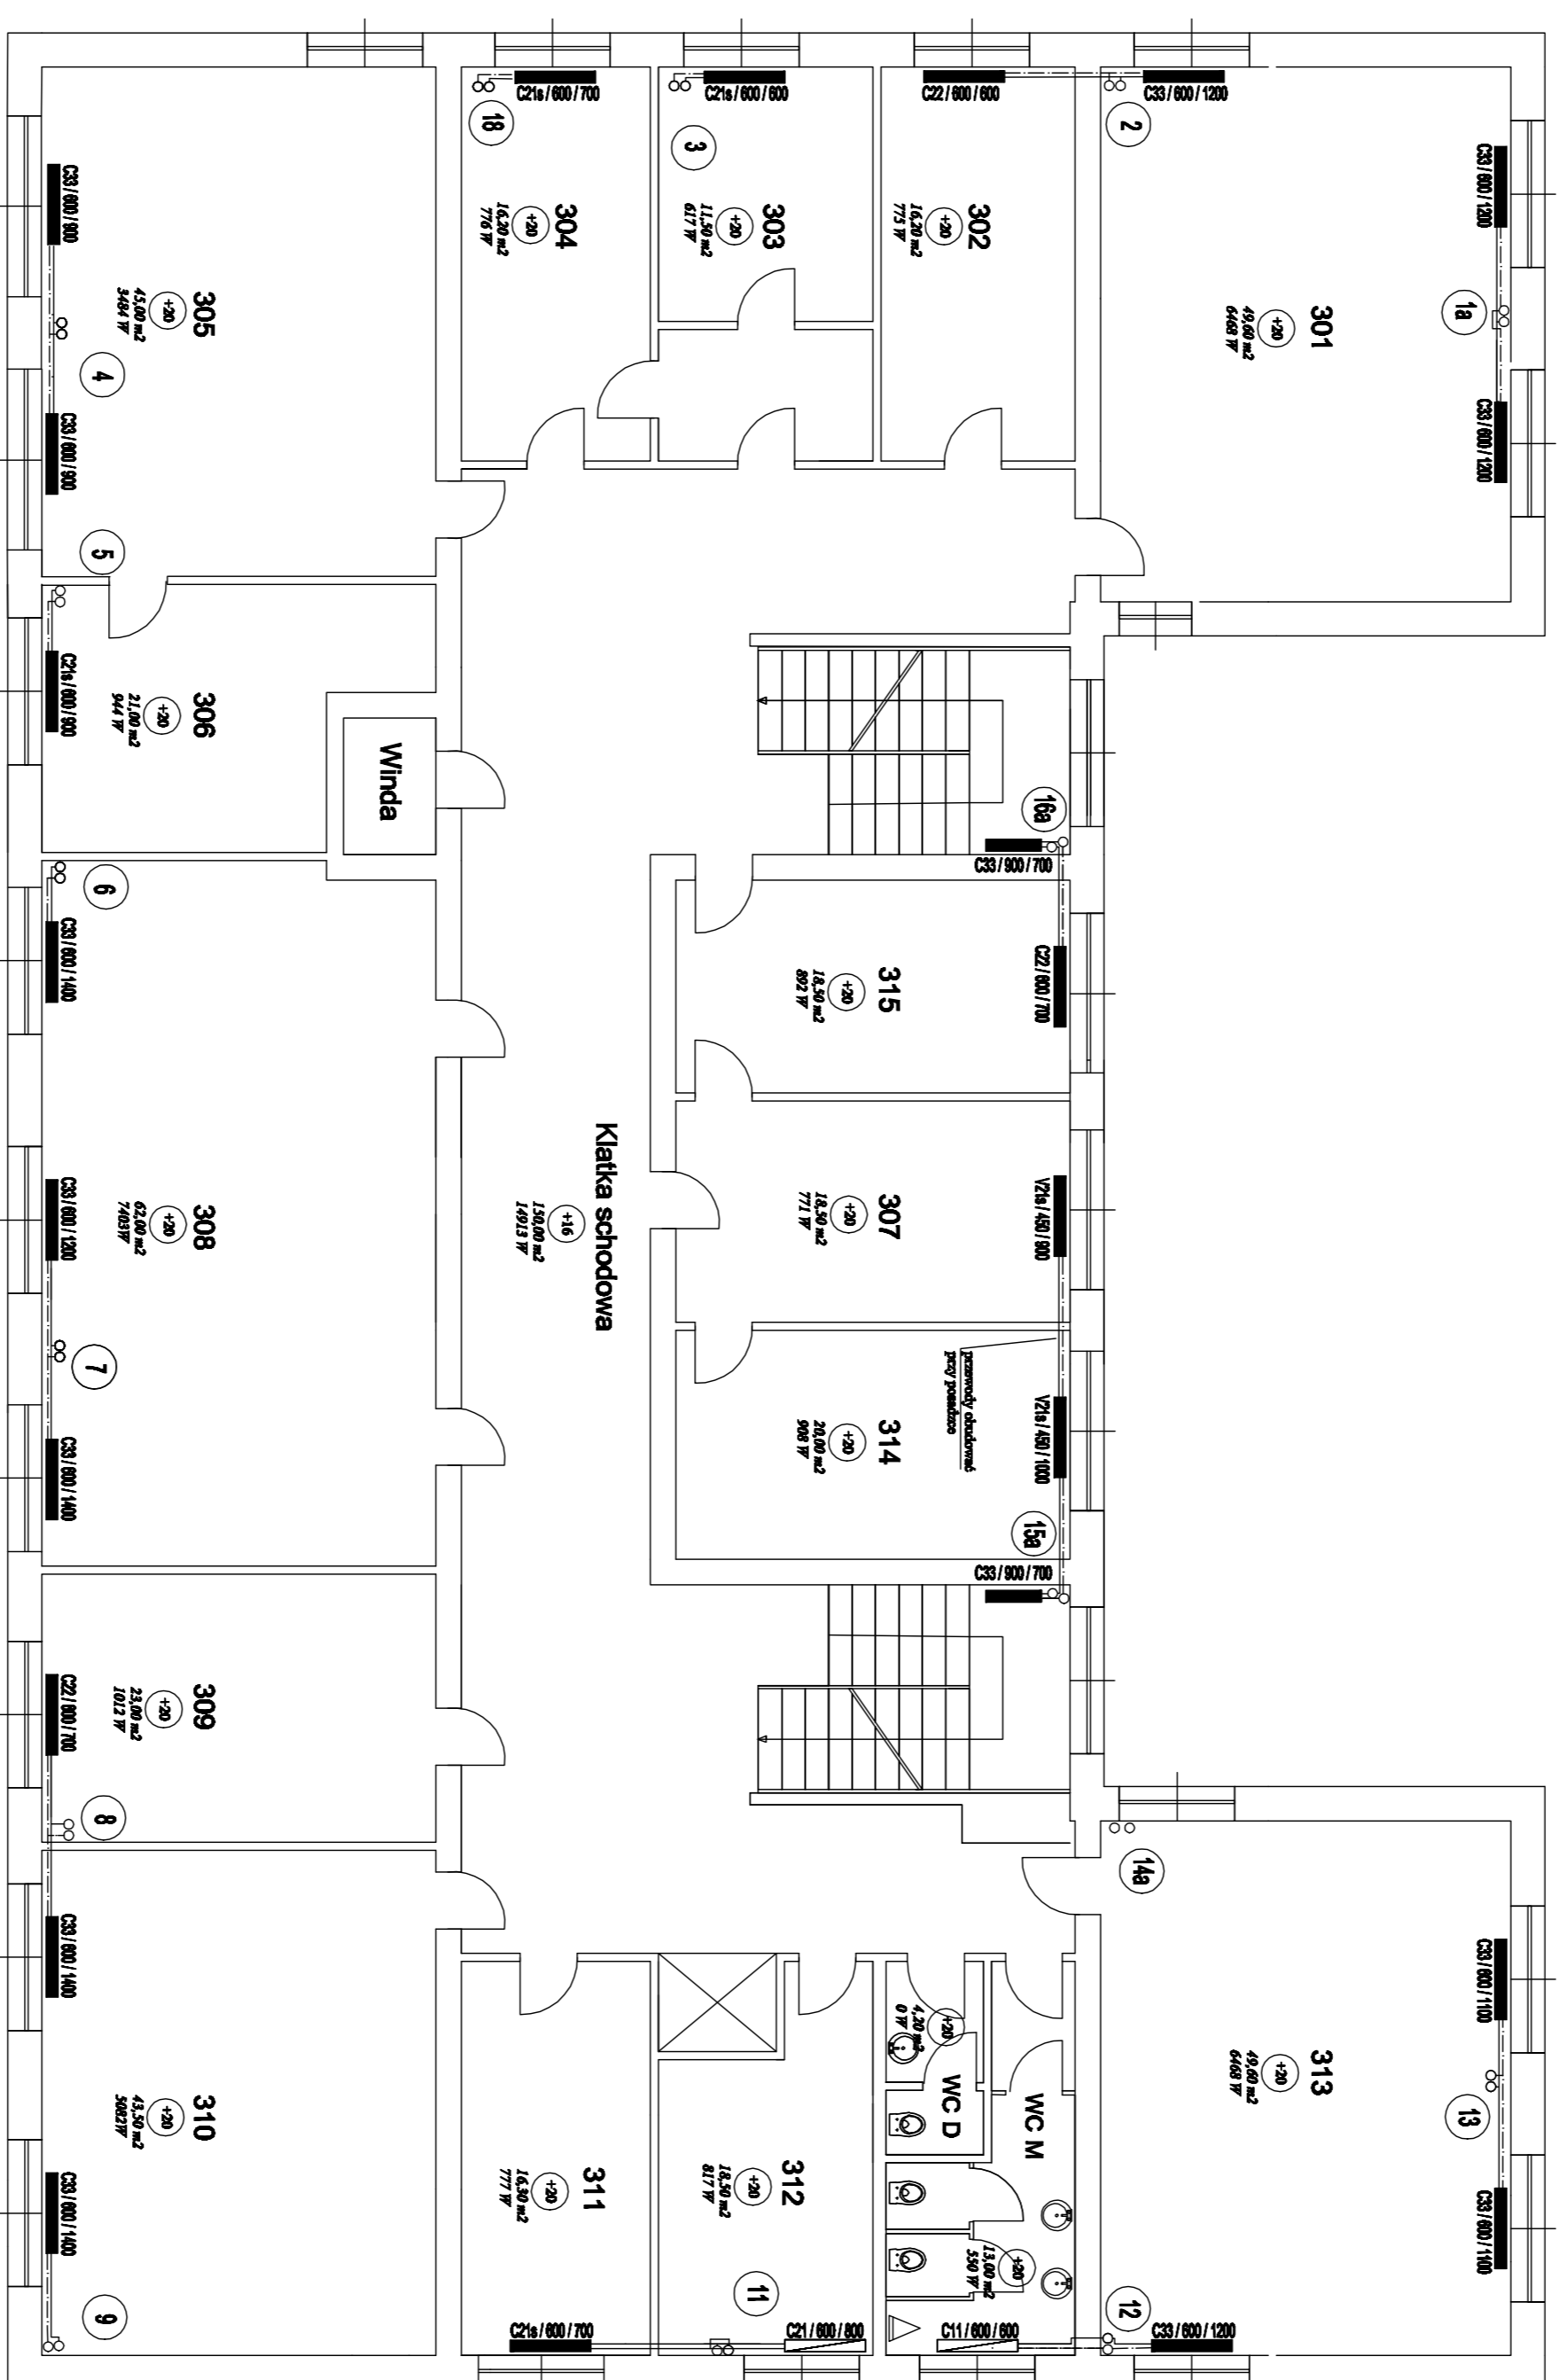 C33 / 600 / 1200
1a
C33 / 600 / 1200
301
+20
49,60 m2
6468 W
C33 / 600 / 1200
2
C22 / 600 / 600
302
+20
16,20 m2
775 W
C21s / 600 / 600
3
303
+20
11,50 m2
617 W
C21s / 600 / 700
18
304
+20
16,20 m2
776 W
C33 / 600 / 900
305
+20
45,00 m2
3484 W
4
C33 / 600 / 900
5
C21s / 600 / 900
306
+20
21,00 m2
944 W
Winda
16a
C33 / 900 / 700
C22 / 600 / 700
315
+20
18,50 m2
892 W
6
C33 / 600 / 1400
V21s / 450 / 900
307
+20
18,50 m2
771 W
Klatka schodowa
+16
150,00 m2
14913 W
308
+20
62,00 m2
7403W
C33 / 600 / 1200
7
C33 / 600 / 1400
V21s / 450 / 1000
przewody obudować
przy posadzce
314
+20
20,00 m2
908 W
15a
C33 / 900 / 700
309
+20
23,00 m2
1012 W
C22 / 600 / 700
8
14a
C33 / 600 / 1100
313
+20
49,60 m2
6468 W
13
C33 / 600 / 1100
12
C33 / 600 / 1200
WC M
+20
13,00 m2
550 W
C11 / 600 / 600
WC D
+20
4,20 m2
0 W
312
+20
18,50 m2
817 W
11
C21 / 600 / 800
311
+20
16,30 m2
777 W
C21s / 600 / 700
C33 / 600 / 1400
310
+20
43,50 m2
5082W
C33 / 600 / 1400
9